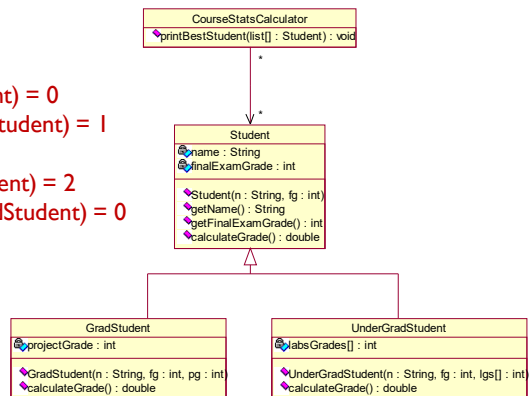 CourseStatsCalculator
printBestStudent(list[] : Student) : void
*
nt) = 0
tudent) = 1
*
ent) = 2
dStudent) = 0
Student
name : String
finalExamGrade : int
Student(n : String, fg : int)
getName() : String
getFinalExamGrade() : int
calculateGrade() : double
GradStudent
projectGrade : int
GradStudent(n : String, fg : int, pg : int)
calculateGrade() : double
UnderGradStudent
labsGrades[] : int
UnderGradStudent(n : String, fg : int, lgs[] : int)
calculateGrade() : double